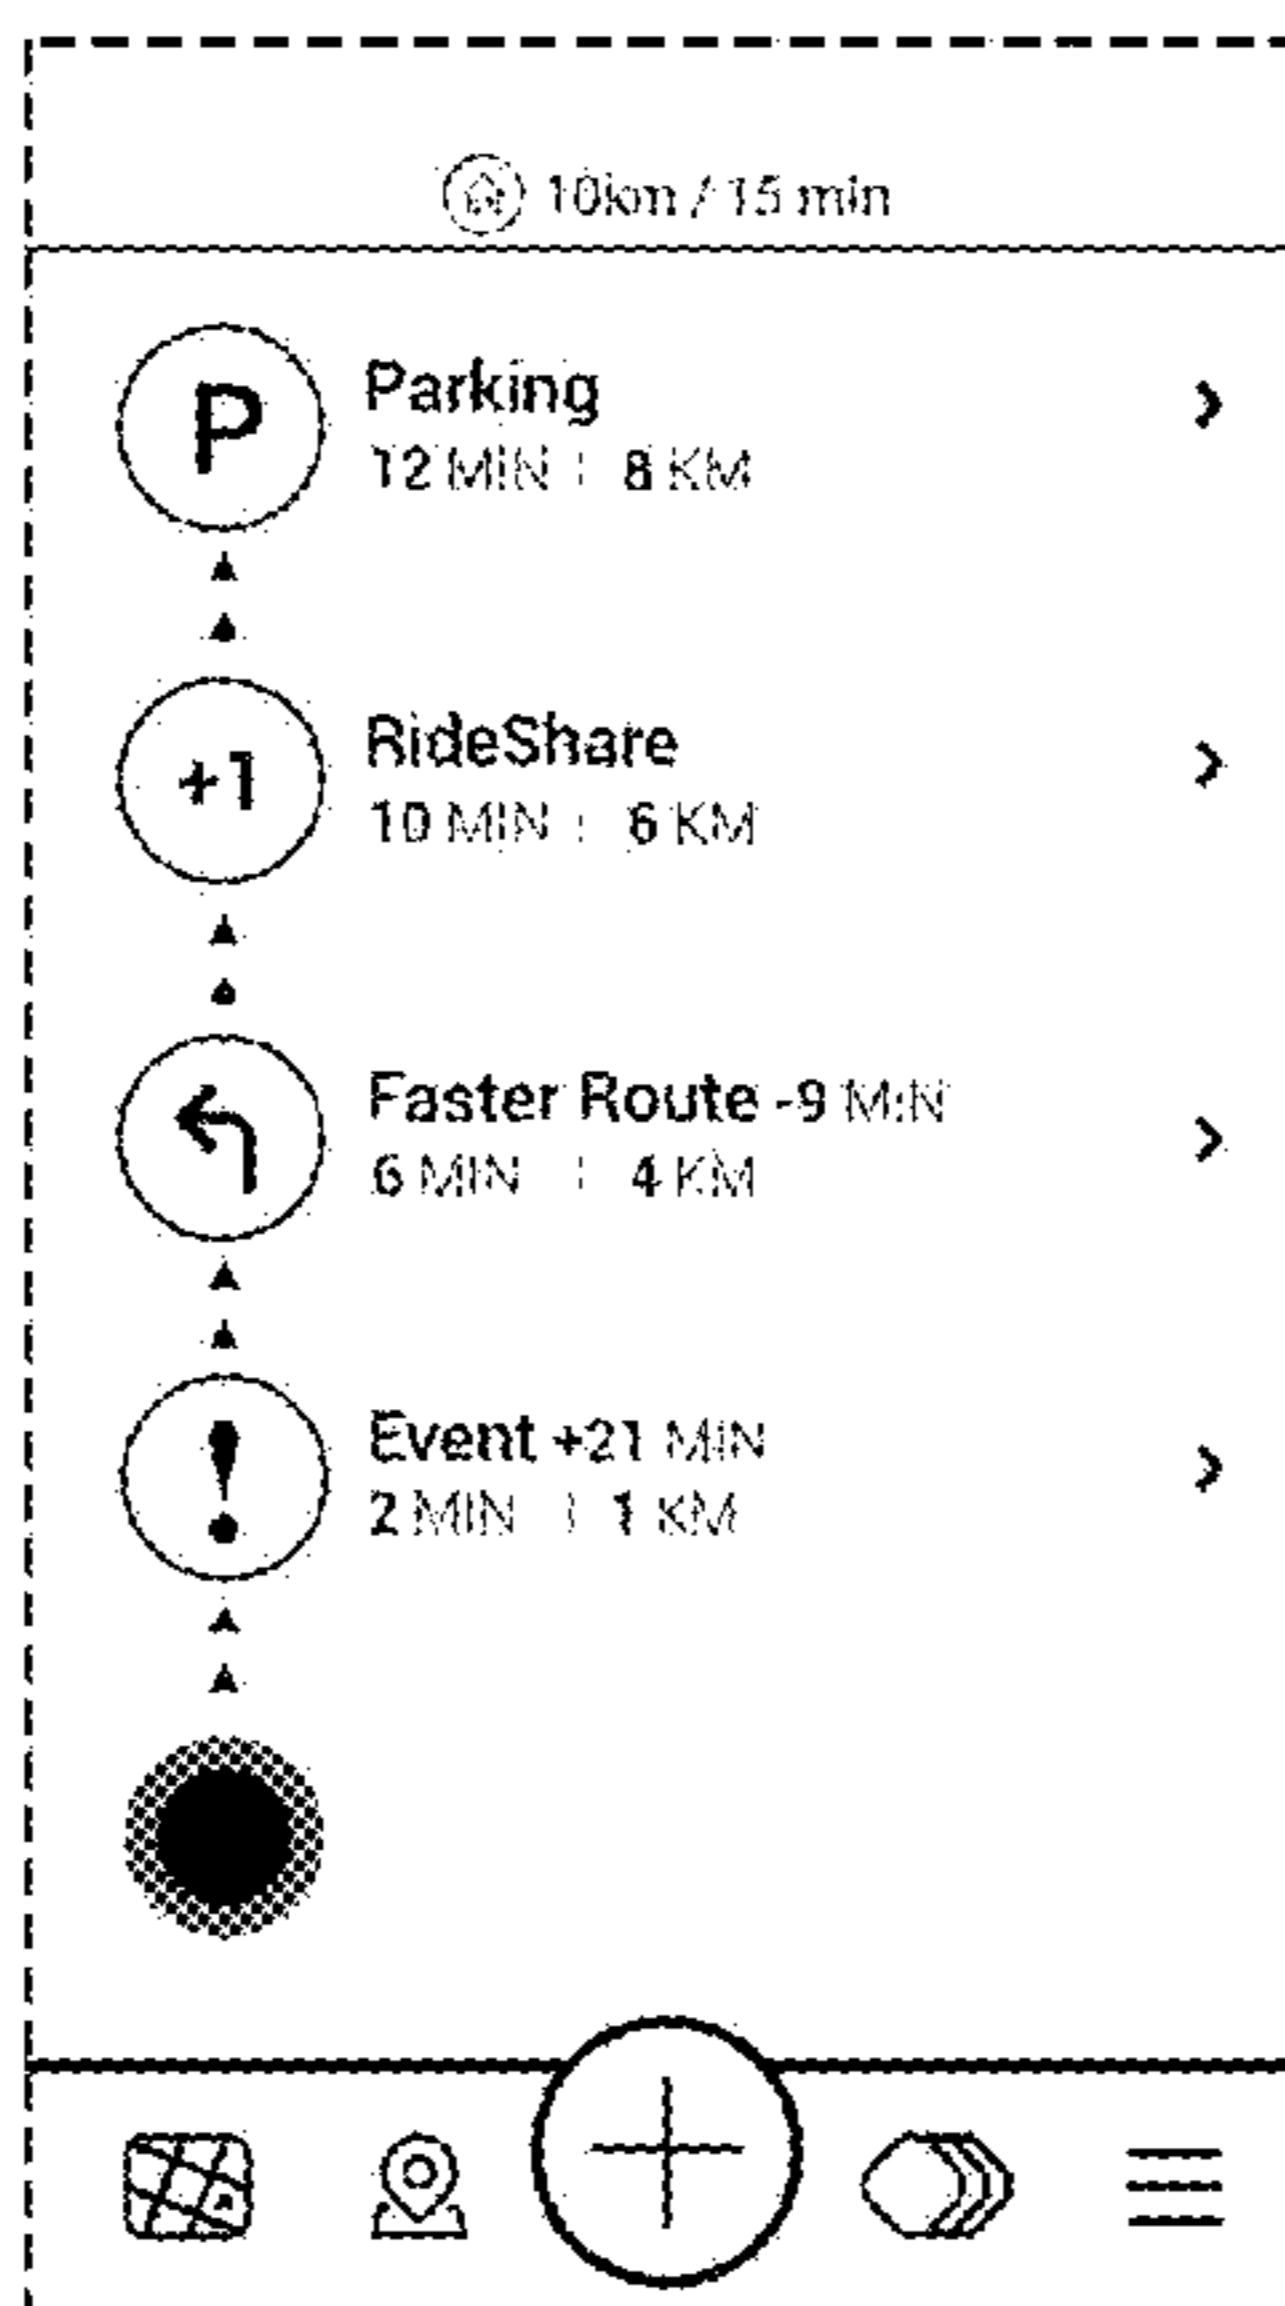 10km / 15 min
P
Parking
12 MIN | 8 KM
+1
RideShare
10 MIN | 6 KM
Faster Route -9 MIN
6 MIN | 4 KM
!
Event +21 MIN
2 MIN | 1 KM